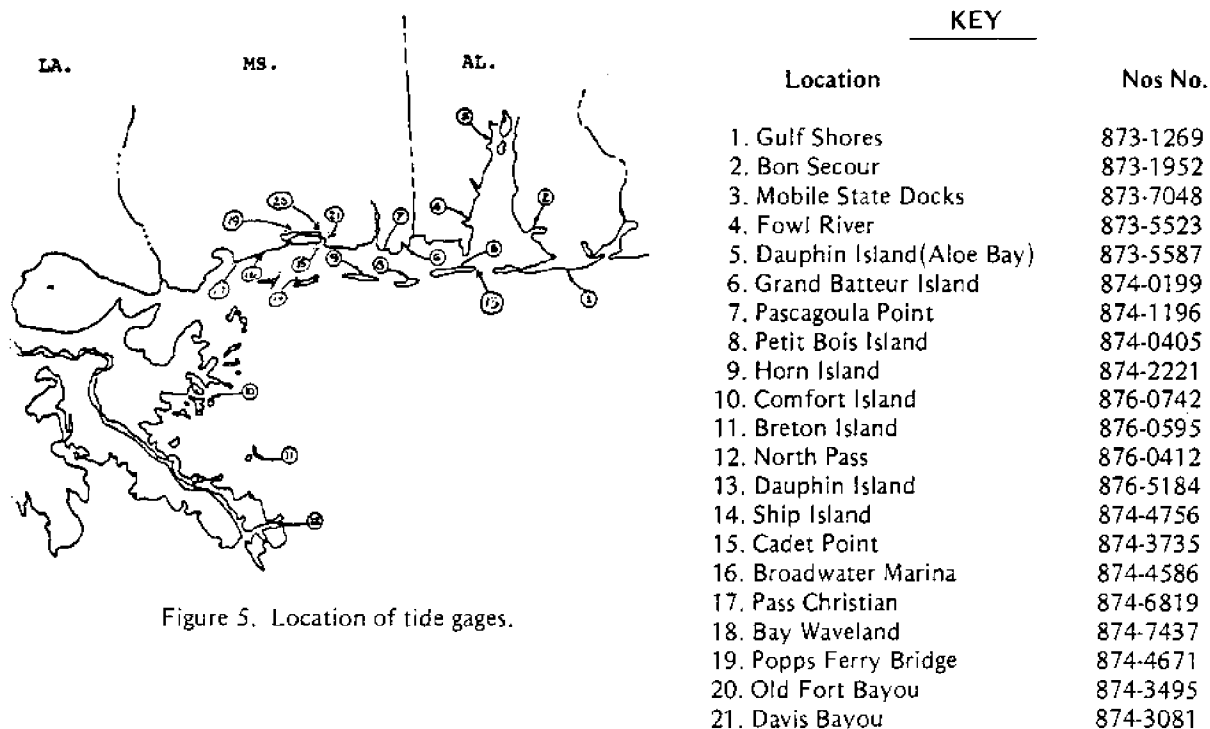 LA.
MS.
AL.
Figure 5. Location of tide gages.
KEY
Location Nos No.
1. Gulf Shores 873-1269
2. Bon Secour 873-1952
3. Mobile State Docks 873-7048
4. Fowl River 873-5523
5. Dauphin Island(Aloe Bay) 873-5587
6. Grand Batteur Island 874-0199
7. Pascagoula Point 874-1196
8. Petit Bois Island 874-0405
9. Horn Island 874-2221
10. Comfort Island 876-0742
11. Breton Island 876-0595
12. North Pass 876-0412
13. Dauphin Island 876-5184
14. Ship Island 874-4756
15. Cadet Point 874-3735
16. Broadwater Marina 874-4586
17. Pass Christian 874-6819
18. Bay Waveland 874-7437
19. Popps Ferry Bridge 874-4671
20. Old Fort Bayou 874-3495
21. Davis Bayou 874-3081